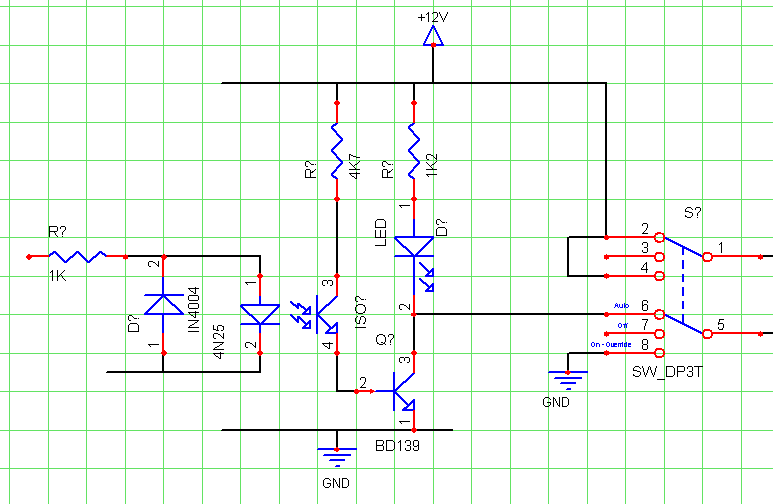 +12V
R?
4K7
R?
1K2
1
LED
D?
S?
2
3
4
1
R?
1K
2
D?
1
IN4004
1
4N25
2
3
ISO?
4
2
Auto
6
Off
7
On - Override
8
5
SW_DP3T
Q?
3
2
1
BD139
GND
GND